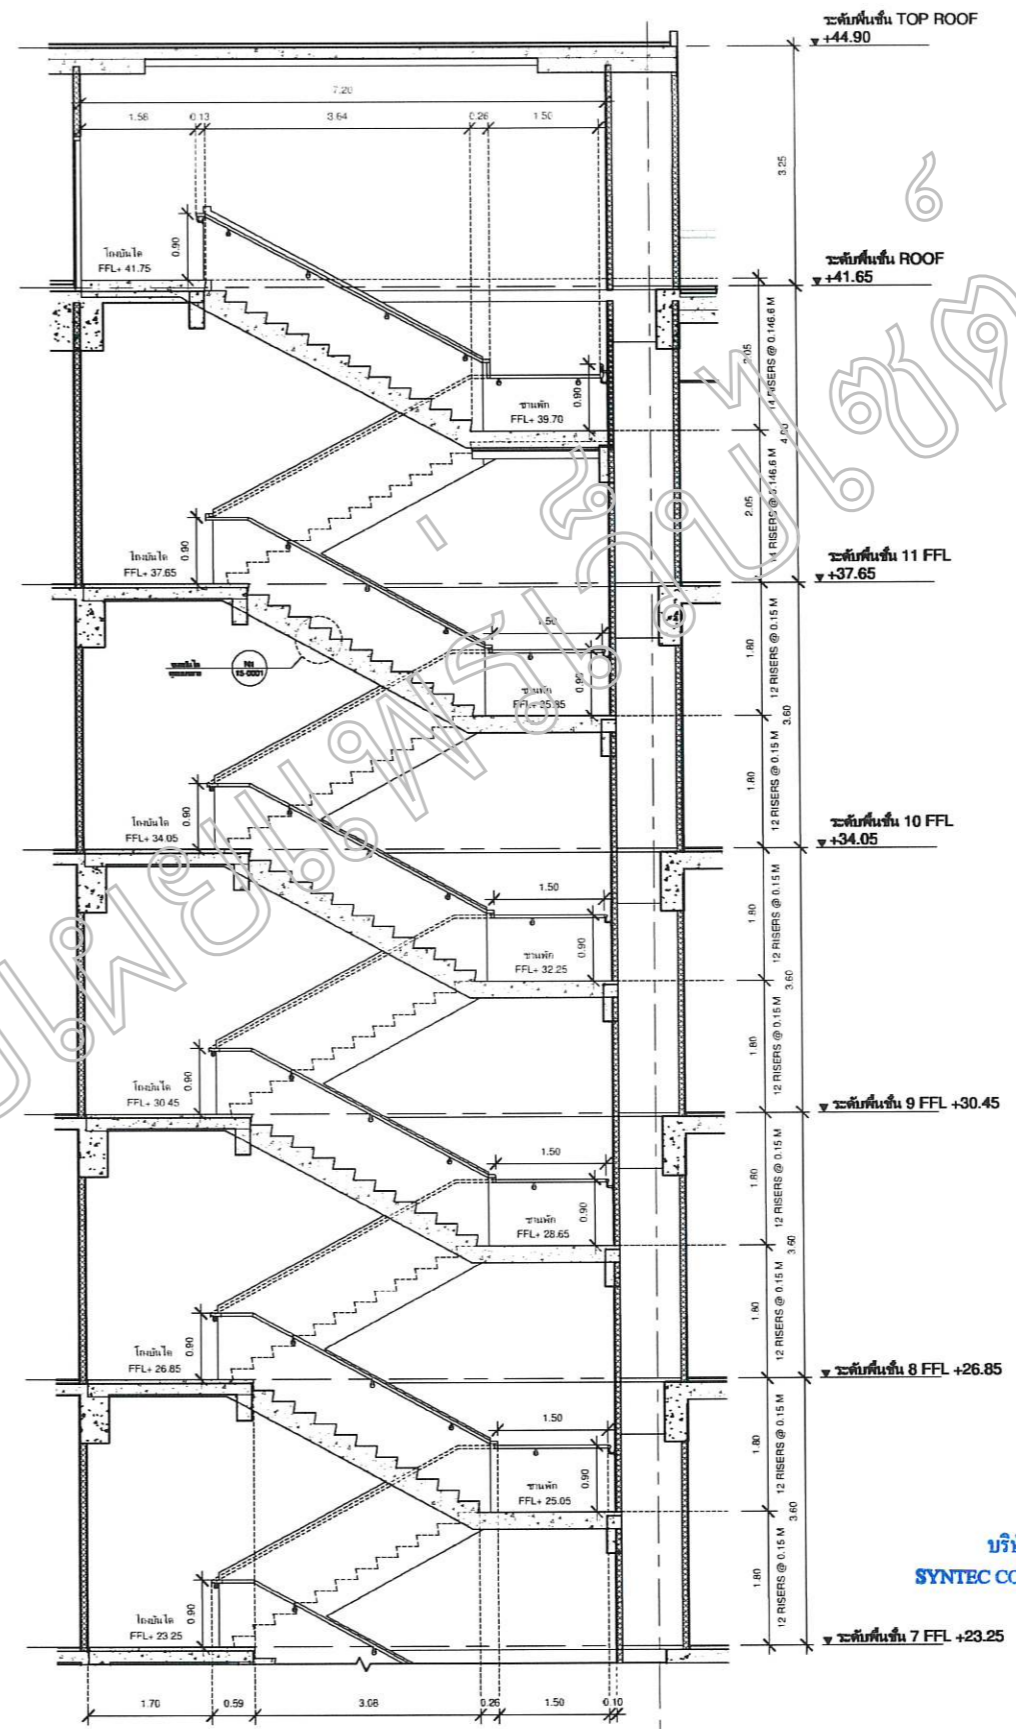 ระดับพื้นชั้น TOP ROOF
+44.90
7.20
1.56 0.13 3.64 0.26 1.50
3.25
0.90
โถงบันได
FFL+ 41.75
ระดับพื้นชั้น ROOF
+41.65
2.05
14 RISERS @ 0.146.6 M
0.90
ชานพัก
FFL+ 39.70
4.00
2.05
14 RISERS @ 0.146.6 M
0.90
โถงบันได
FFL+ 37.65
ระดับพื้นชั้น 11 FFL
+37.65
1.50
1.80
12 RISERS @ 0.15 M
15-0001
0.90
ชานพัก
FFL+ 35.85
3.60
1.80
12 RISERS @ 0.15 M
0.90
โถงบันได
FFL+ 34.05
ระดับพื้นชั้น 10 FFL
+34.05
1.50
1.80
12 RISERS @ 0.15 M
0.90
ชานพัก
FFL+ 32.25
3.60
1.80
12 RISERS @ 0.15 M
0.90
โถงบันได
FFL+ 30.45
ระดับพื้นชั้น 9 FFL +30.45
1.50
1.80
12 RISERS @ 0.15 M
0.90
ชานพัก
FFL+ 28.65
3.60
1.80
12 RISERS @ 0.15 M
0.90
โถงบันได
FFL+ 26.85
ระดับพื้นชั้น 8 FFL +26.85
1.50
1.80
12 RISERS @ 0.15 M
0.90
ชานพัก
FFL+ 25.05
3.60
1.80
12 RISERS @ 0.15 M
บริษั
SYNTEC CO
0.90
โถงบันได
FFL+ 23.25
ระดับพื้นชั้น 7 FFL +23.25
1.70 0.59 3.08 0.26 1.50 0.10